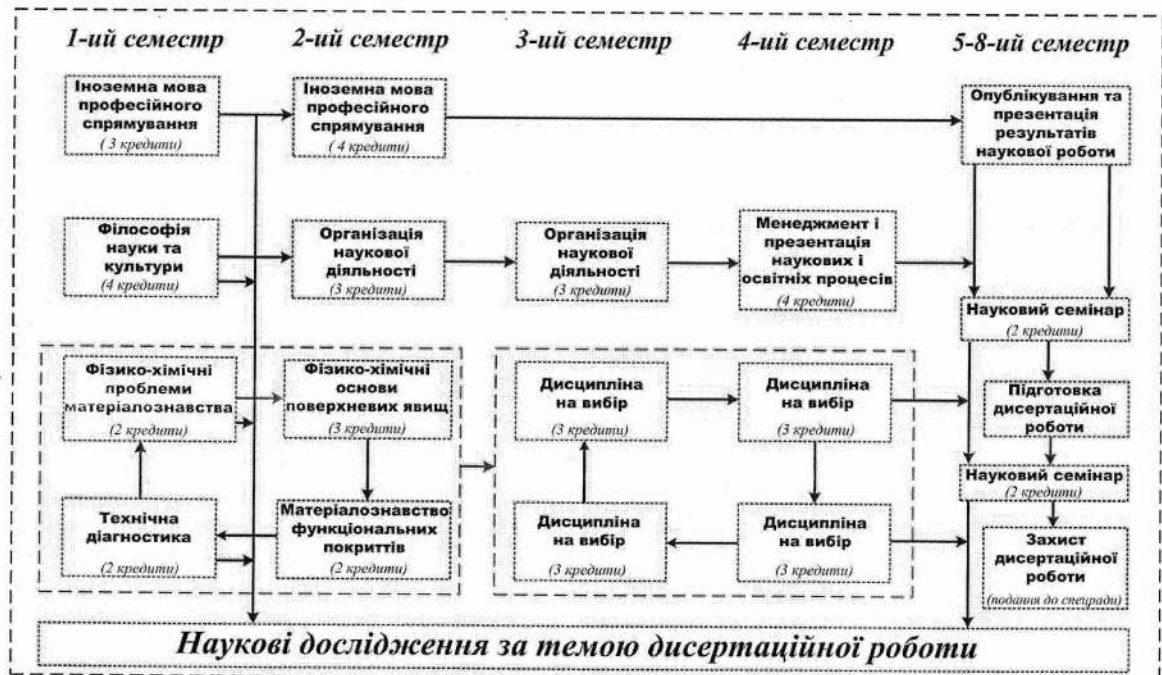 1-ий семестр
2-ий семестр
3-ий семестр
4-ий семестр
5-8-ий семестр
Іноземна мова
професійного
спрямування
( 3 кредити)
Іноземна мова
професійного
спрямування
( 4 кредити)
Опублікування та
презентація
результатів
наукової роботи
Філософія
науки та
культури
(4 кредити)
Організація
наукової
діяльності
(3 кредити)
Організація
наукової
діяльності
(3 кредити)
Менеджмент і
презентація
наукових і
освітніх процесів
(4 кредити)
Науковий семінар
(2 кредити)
Фізико-хімічні
проблеми
матеріалознавства
(2 кредити)
Фізико-хімічні
основи
поверхневих явищ
(3 кредити)
Дисципліна
на вибір
(3 кредити)
Дисципліна
на вибір
(3 кредити)
Підготовка
дисертаційної
роботи
Науковий семінар
(2 кредити)
Технічна
діагностика
(2 кредити)
Матеріалознавство
функціональних
покриттів
(2 кредити)
Дисципліна
на вибір
(3 кредити)
Дисципліна
на вибір
(3 кредити)
Захист
дисертаційної
роботи
(подання до спецради)
Наукові дослідження за темою дисертаційної роботи